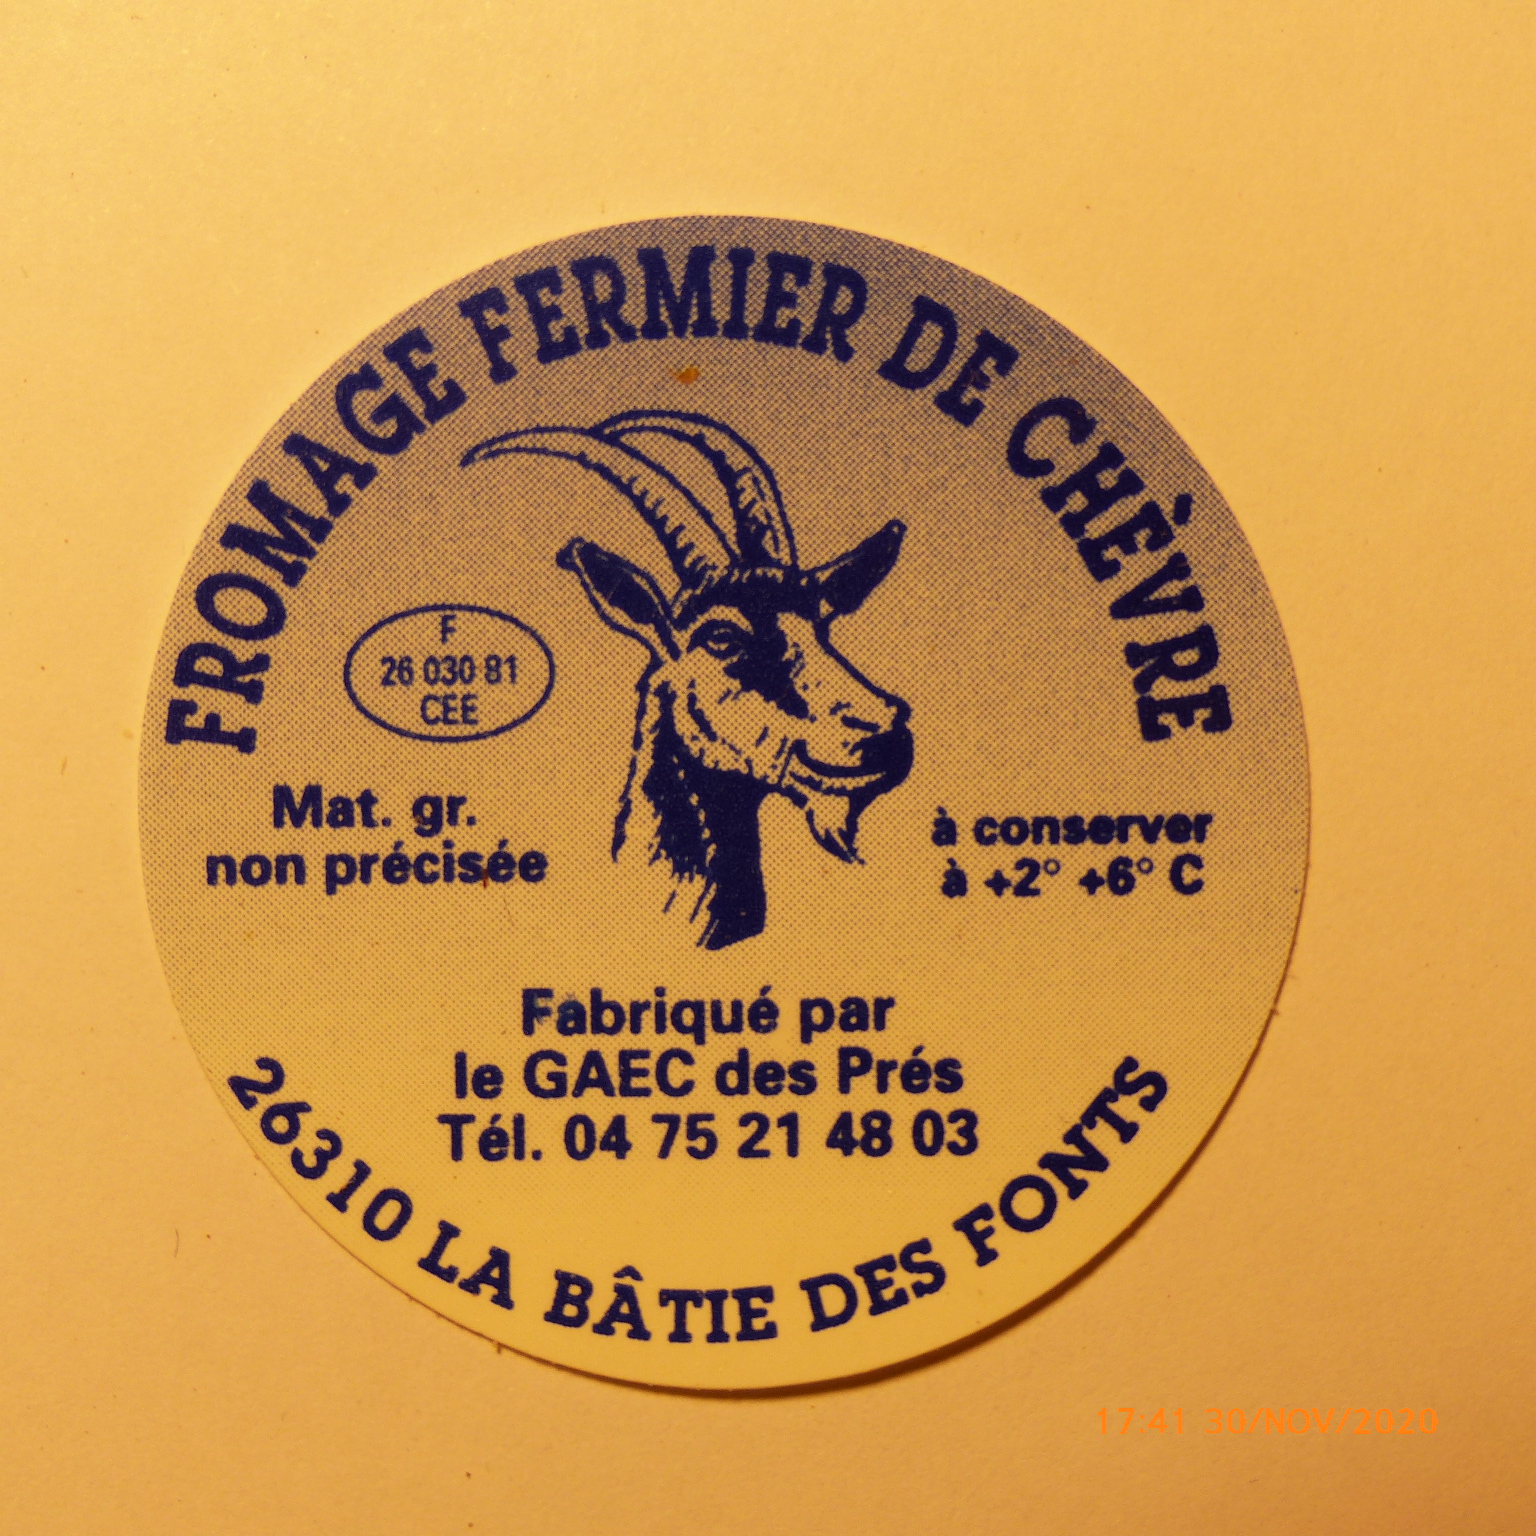 FROMAGE FERMIER DE CHÈVRE
F
26 030 81
CEE
Mat. gr.
non précisée
à conserver
à +2° +6° C
Fabriqué par
le GAEC des Prés
Tél. 04 75 21 48 03
26310 LA BÂTIE DES FONTS
17:41 30/NOV/2020